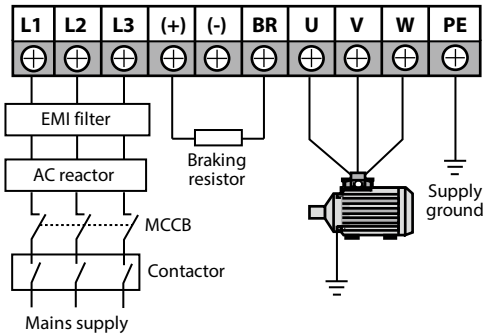 L1 L2 L3 (+) (-) BR U V W PE
EMI filter
AC reactor
Braking
resistor
MCCB
Contactor
Mains supply
Supply
ground